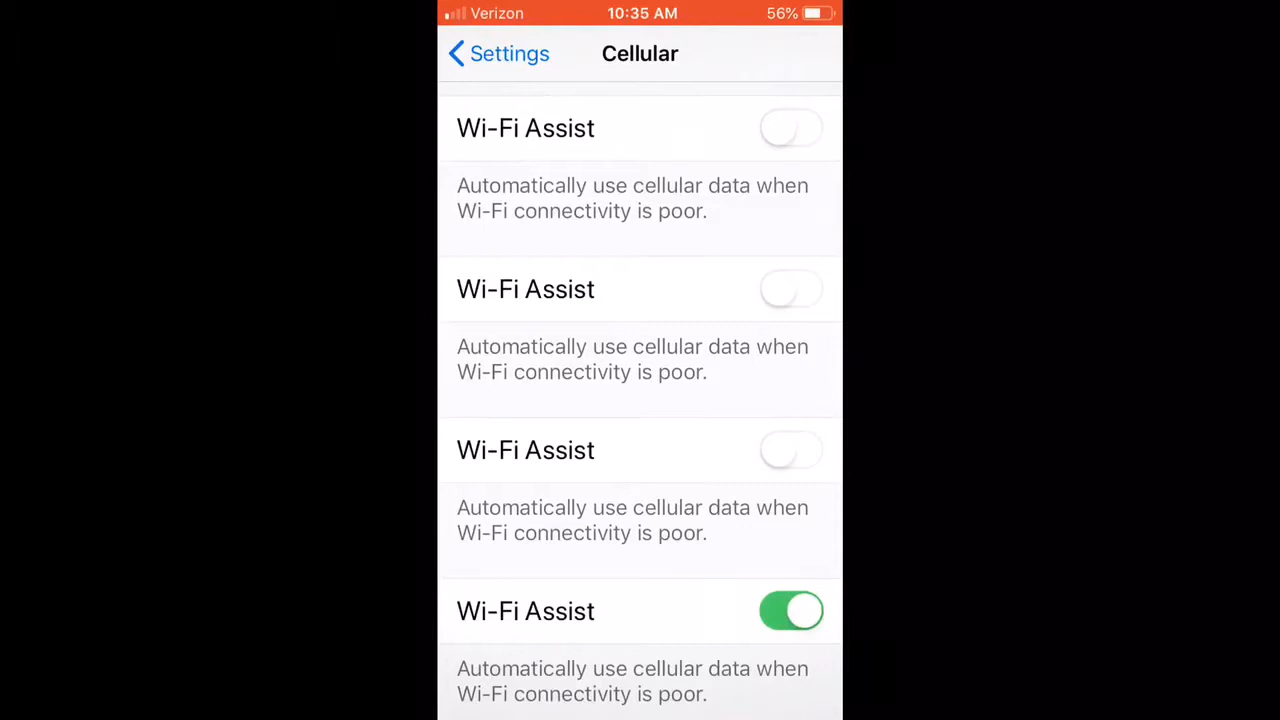 Verizon 10:35 AM 56%
Settings Cellular
Wi-Fi Assist
Automatically use cellular data when
Wi-Fi connectivity is poor.
Wi-Fi Assist
Automatically use cellular data when
Wi-Fi connectivity is poor.
Wi-Fi Assist
Automatically use cellular data when
Wi-Fi connectivity is poor.
Wi-Fi Assist
Automatically use cellular data when
Wi-Fi connectivity is poor.